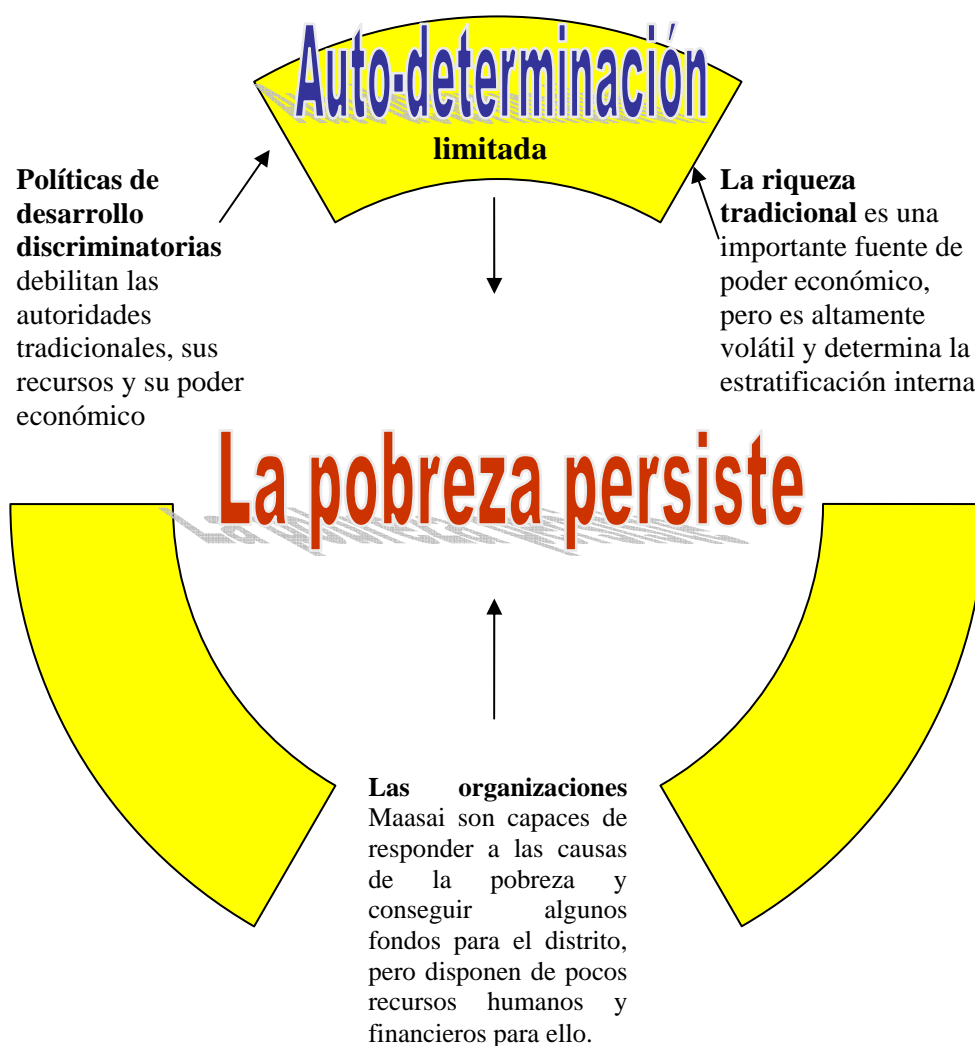 Auto-determinación
limitada
Políticas de
desarrollo
discriminatorias
debilitan las
autoridades
tradicionales, sus
recursos y su poder
económico
La riqueza
tradicional es una
importante fuente de
poder económico,
pero es altamente
volátil y determina la
estratificación interna
La pobreza persiste
Las organizaciones
Maasai son capaces de
responder a las causas
de la pobreza y
conseguir algunos
fondos para el distrito,
pero disponen de pocos
recursos humanos y
financieros para ello.